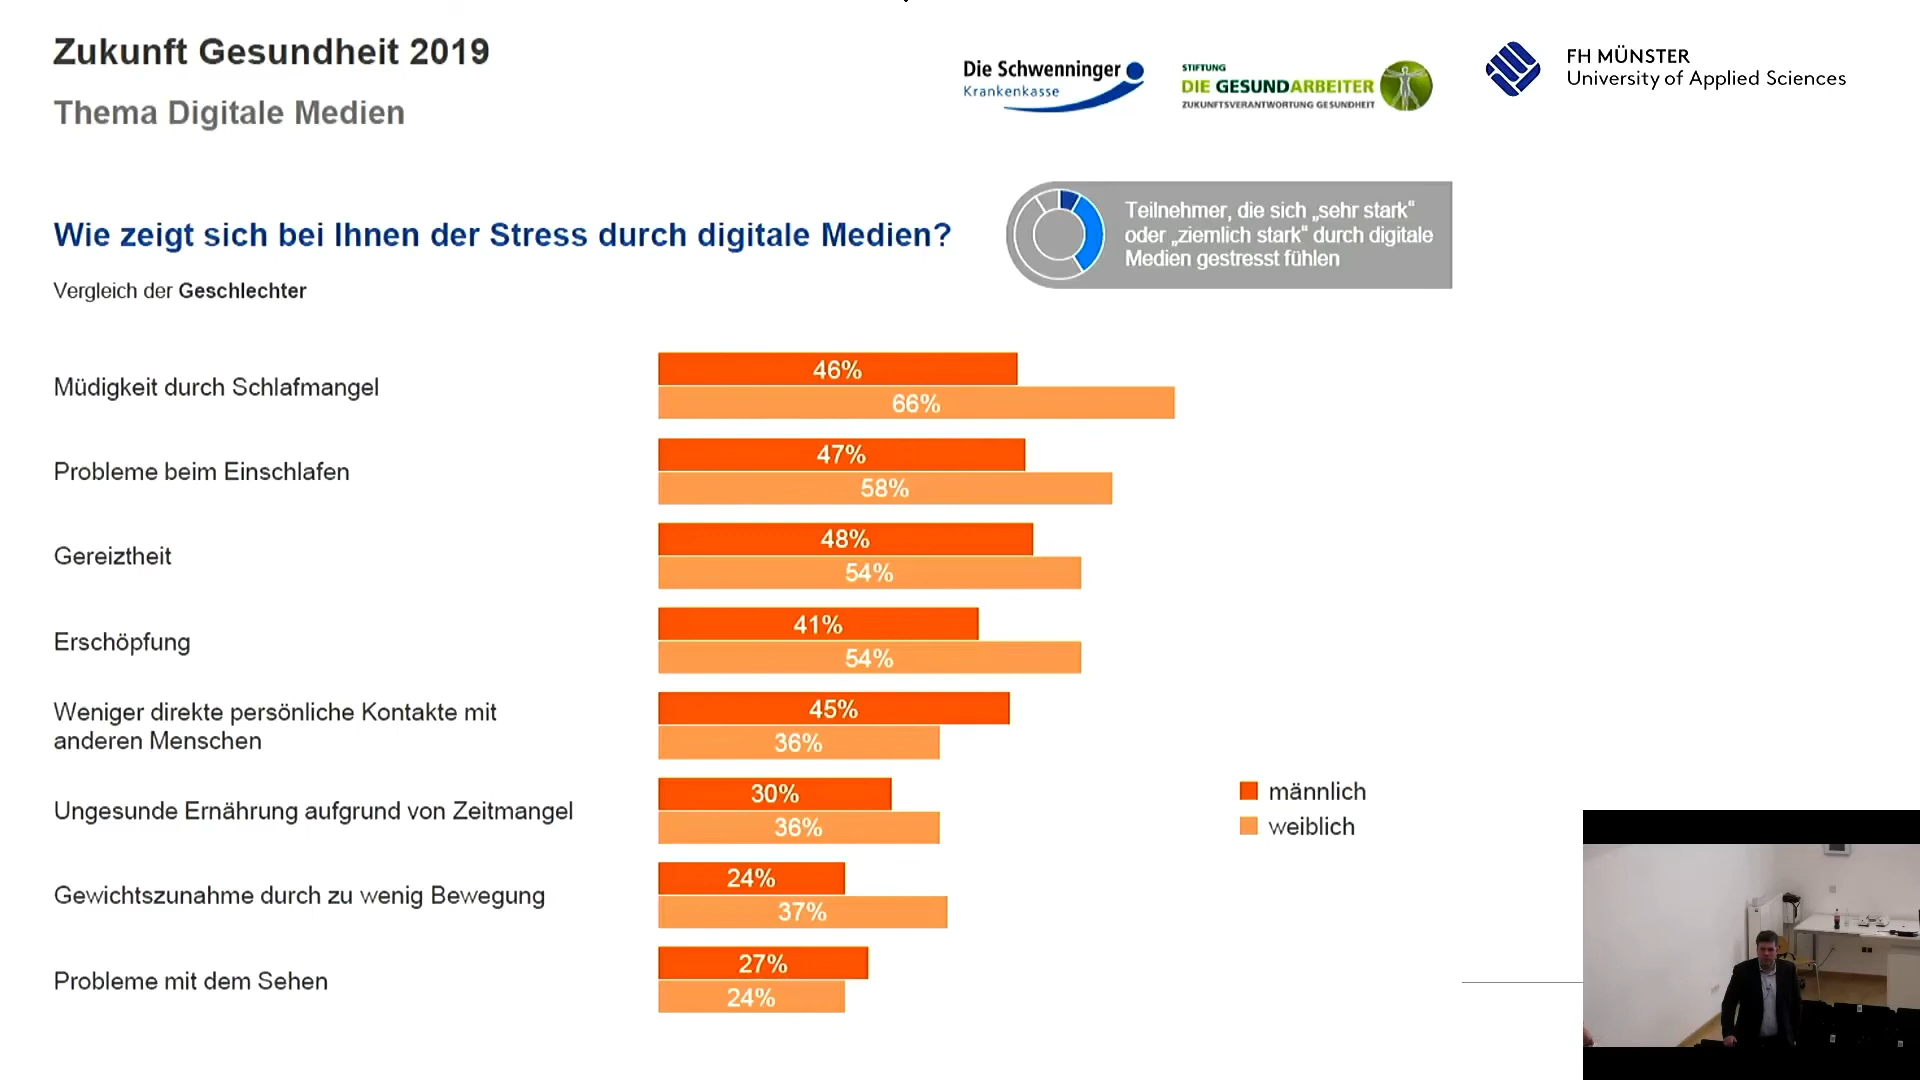 Zukunft Gesundheit 2019
Thema Digitale Medien
Die Schwenninger
Krankenkasse
STIFTUNG
DIE GESUNDARBEITER
ZUKUNFTSVERANTWORTUNG GESUNDHEIT
FH MÜNSTER
University of Applied Sciences
Wie zeigt sich bei Ihnen der Stress durch digitale Medien?
Vergleich der Geschlechter
Teilnehmer, die sich „sehr stark“
oder „ziemlich stark“ durch digitale
Medien gestresst fühlen
Müdigkeit durch Schlafmangel
46%
66%
Probleme beim Einschlafen
47%
58%
Gereiztheit
48%
54%
Erschöpfung
41%
54%
Weniger direkte persönliche Kontakte mit
anderen Menschen
45%
36%
Ungesunde Ernährung aufgrund von Zeitmangel
30%
36%
Gewichtszunahme durch zu wenig Bewegung
24%
37%
Probleme mit dem Sehen
27%
24%
männlich
weiblich